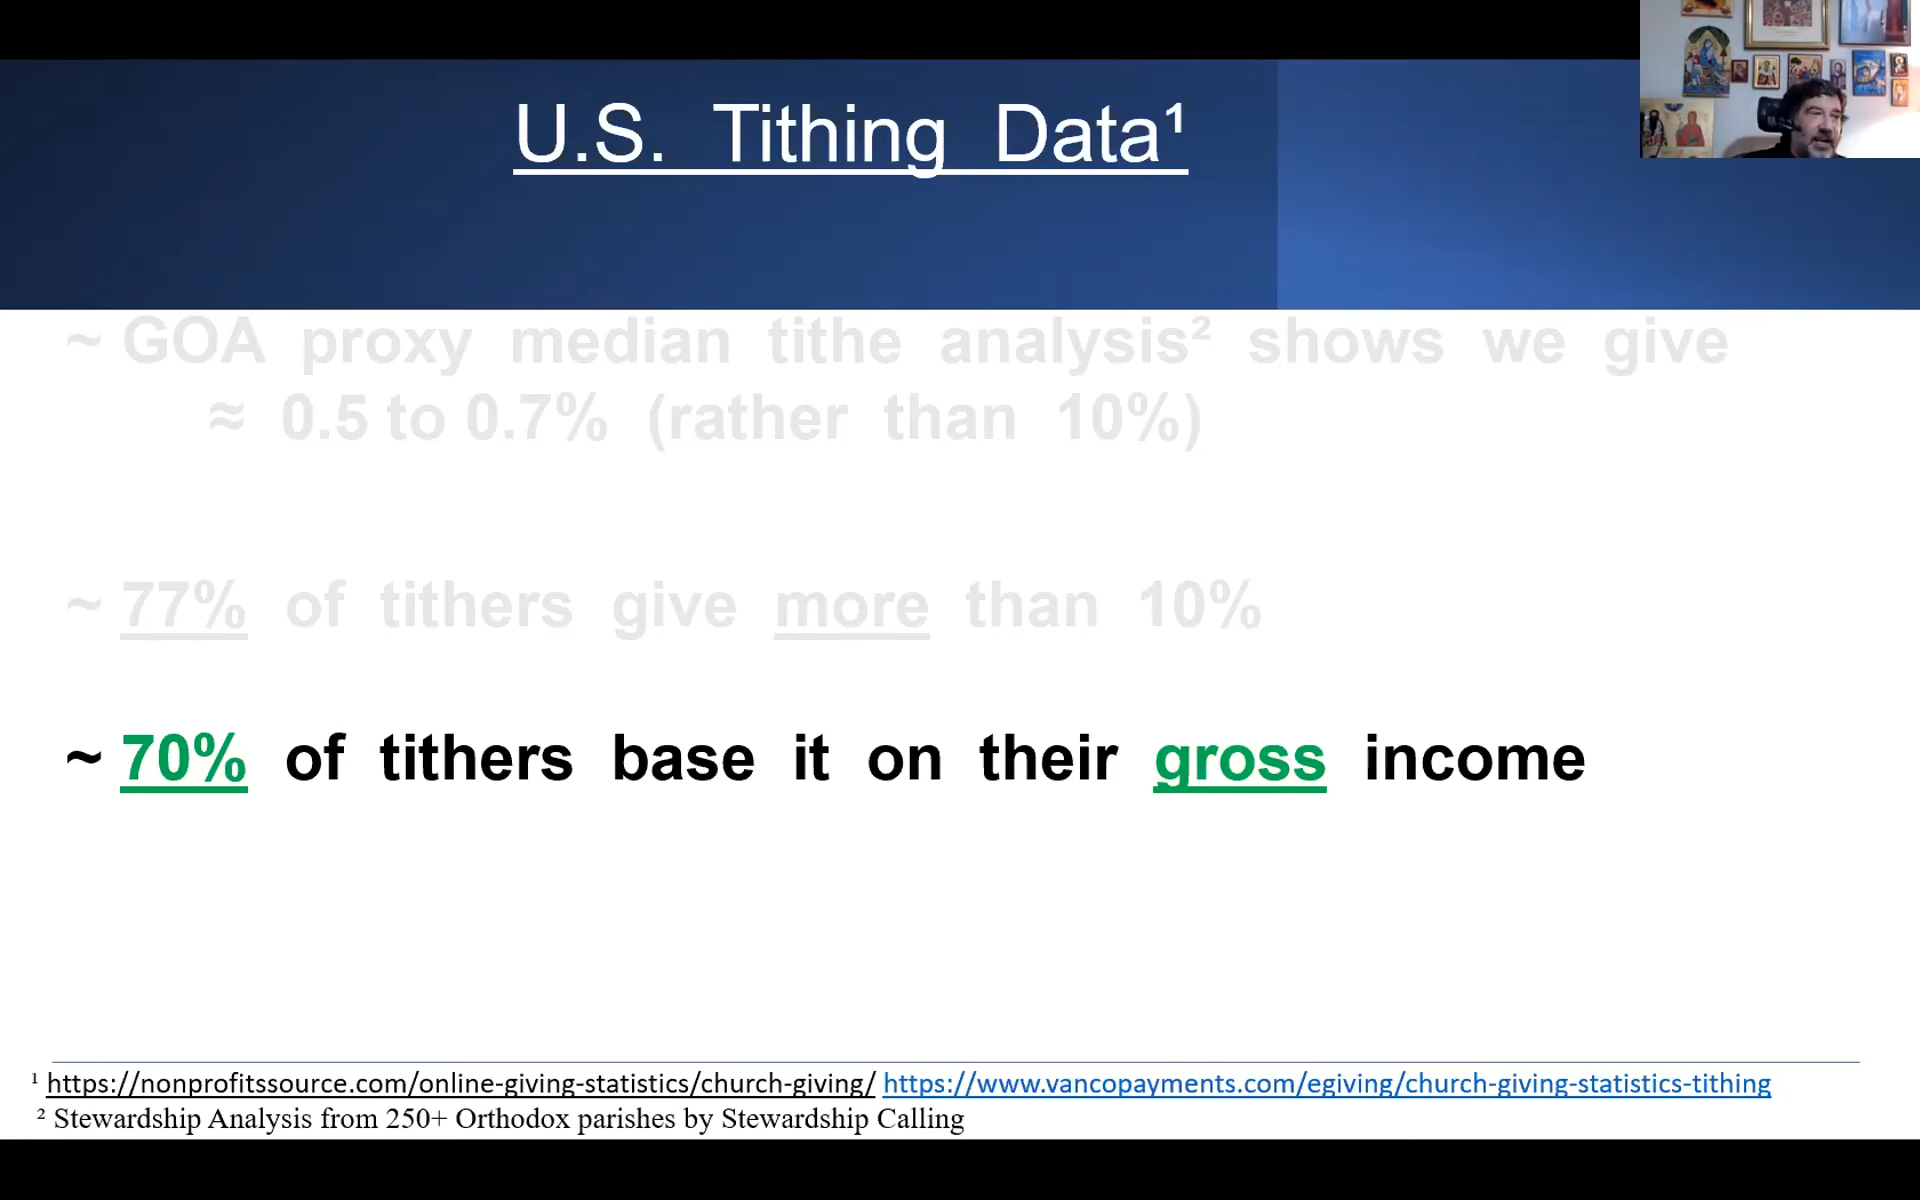 U.S. Tithing Data¹
~ GOA proxy median tithe analysis² shows we give
≈ 0.5 to 0.7% (rather than 10%)
~ 77% of tithers give more than 10%
~ 70% of tithers base it on their gross income
¹ https://nonprofitssource.com/online-giving-statistics/church-giving/ https://www.vancopayments.com/egiving/church-giving-statistics-tithing
² Stewardship Analysis from 250+ Orthodox parishes by Stewardship Calling